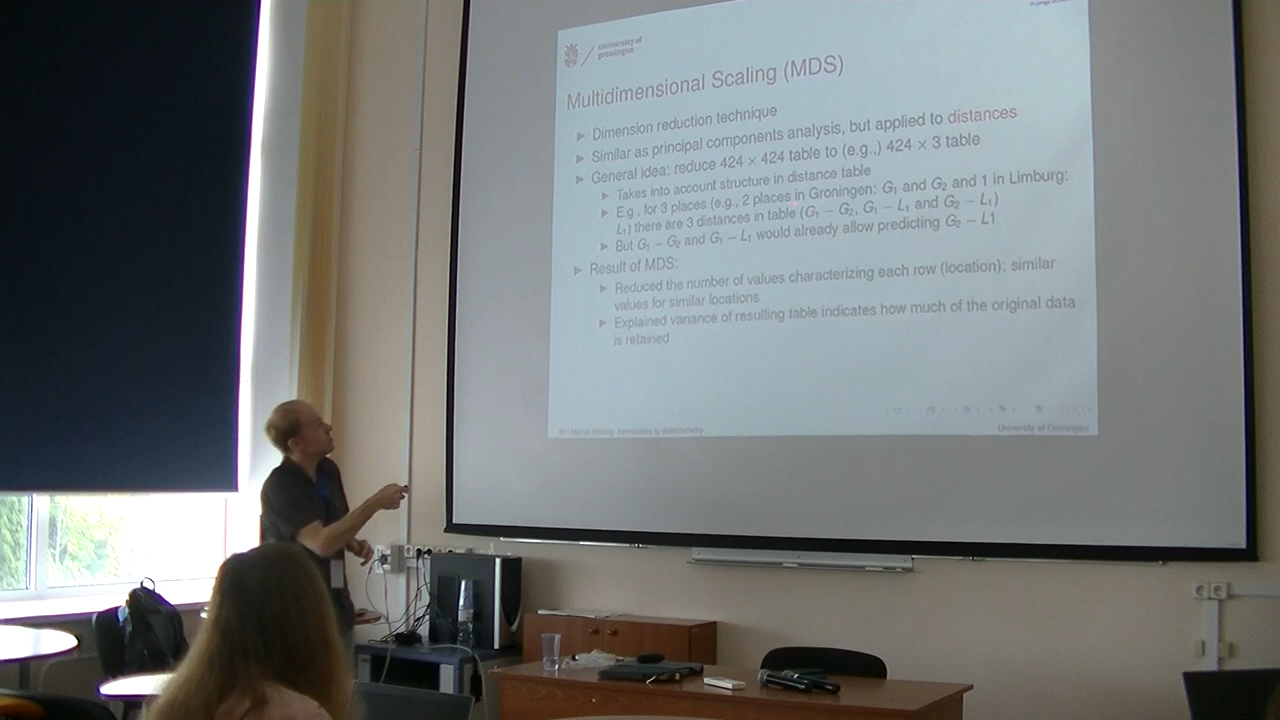 university of
groningen
Multidimensional Scaling (MDS)
Dimension reduction technique
Similar as principal components analysis, but applied to distances
General idea: reduce 424 × 424 table to (e.g.,) 424 × 3 table
Takes into account structure in distance table
E.g., for 3 places (e.g., 2 places in Groningen: G₁ and G₂ and 1 in Limburg:
L₁) there are 3 distances in table (G₁ − G₂, G₁ − L₁ and G₂ − L₁)
But G₁ − G₂ and G₁ − L₁ would already allow predicting G₂ − L1
Result of MDS:
Reduced the number of values characterizing each row (location): similar
values for similar locations
Explained variance of resulting table indicates how much of the original data
is retained
Introduction to dialectometry
University of Groningen